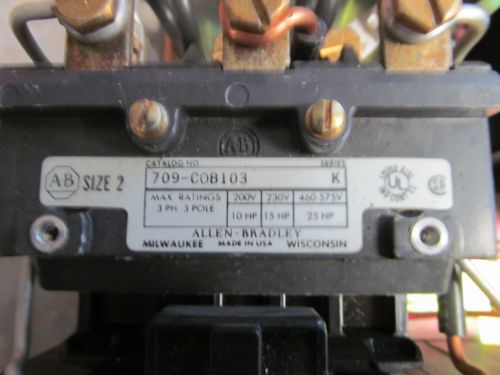 AB
CATALOG NO. SERIES
AB SIZE 2 709-COB103 K UL SA
MAX RATINGS 200V 230V 460-575V
3 PH 3 POLE 10 HP 15 HP 25 HP
ALLEN-BRADLEY
MILWAUKEE MADE IN USA WISCONSIN